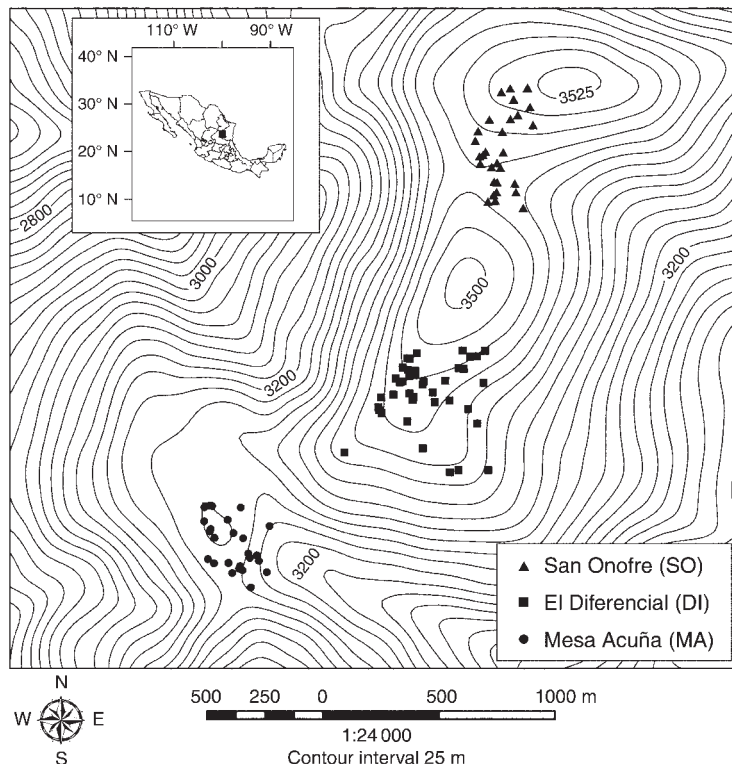 110° W 90° W
40° N
30° N
20° N
10° N
3525
2800
3000
3200
3500
3200
3200
San Onofre (SO)
El Diferencial (DI)
Mesa Acuña (MA)
N
W E
S
500 250 0 500 1000 m
1:24 000
Contour interval 25 m